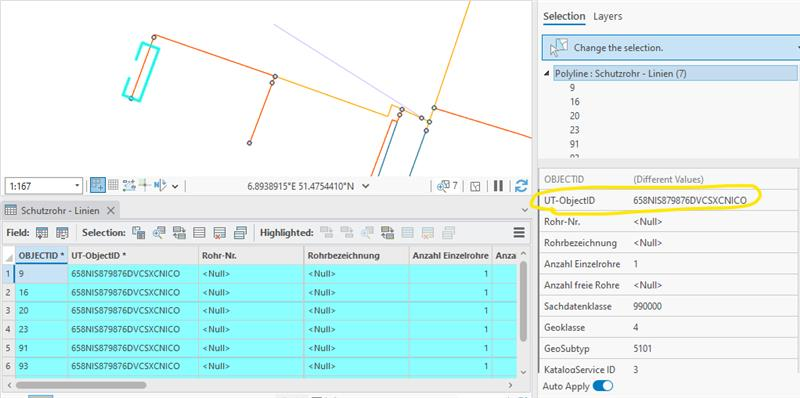 Selection Layers
Change the selection.
Polyline : Schutzrohr - Linien (7)
9
16
20
23
91
OBJECTID (Different Values)
UT-ObjectID 658NIS879876DVCSXCNICO
Rohr-Nr. <Null>
Rohrbezeichnung <Null>
Anzahl Einzelrohre 1
Anzahl freie Rohre <Null>
Sachdatenklasse 990000
Geoklasse 4
GeoSubtyp 5101
KatalogService ID 3
Auto Apply
1:167 6.8938915°E 51.4754410°N 7
Schutzrohr - Linien
Field: Selection: Highlighted:
OBJECTID * UT-ObjectID * Rohr-Nr. Rohrbezeichnung Anzahl Einzelrohre Anza
1 9 658NIS879876DVCSXCNICO <Null> <Null> 1
2 16 658NIS879876DVCSXCNICO <Null> <Null> 1
3 20 658NIS879876DVCSXCNICO <Null> <Null> 1
4 23 658NIS879876DVCSXCNICO <Null> <Null> 1
5 91 658NIS879876DVCSXCNICO <Null> <Null> 1
6 93 658NIS879876DVCSXCNICO <Null> <Null> 1